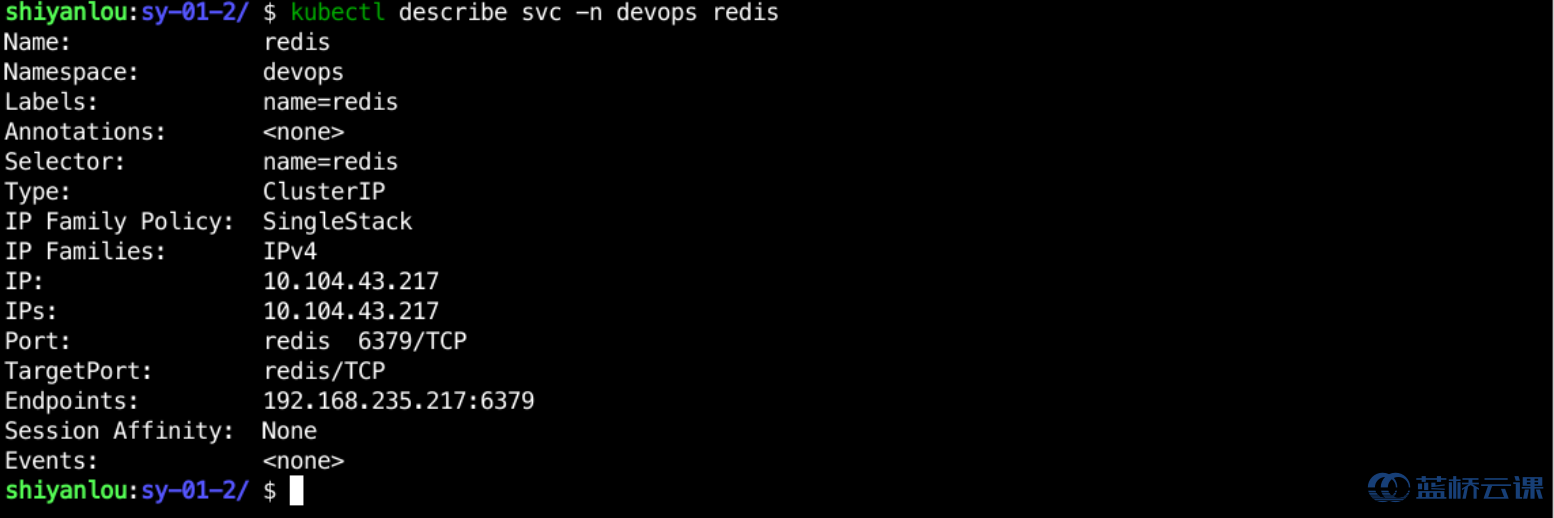 shiyanlou:sy-01-2/ $ kubectl describe svc -n devops redis
Name:              redis
Namespace:         devops
Labels:            name=redis
Annotations:       <none>
Selector:          name=redis
Type:              ClusterIP
IP Family Policy:  SingleStack
IP Families:       IPv4
IP:                10.104.43.217
IPs:               10.104.43.217
Port:              redis  6379/TCP
TargetPort:        redis/TCP
Endpoints:         192.168.235.217:6379
Session Affinity:  None
Events:            <none>
shiyanlou:sy-01-2/ $
蓝桥云课